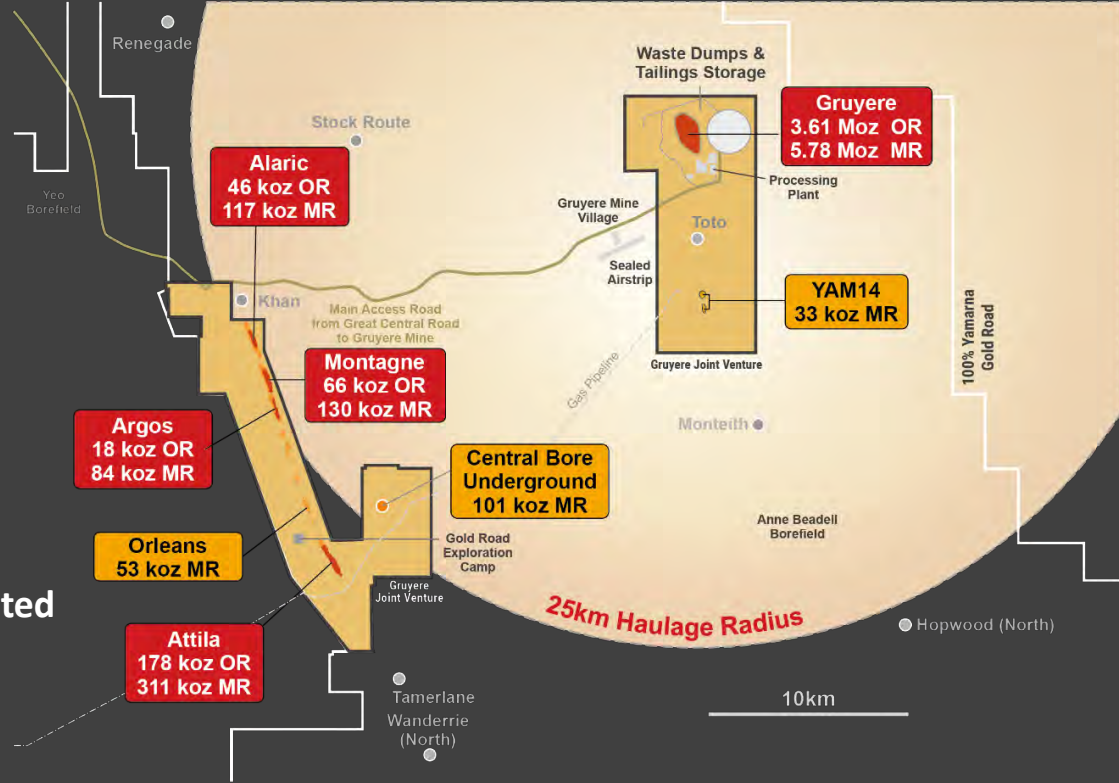 Renegade
Waste Dumps &
Tailings Storage
Gruyere
3.61 Moz OR
5.78 Moz MR
Stock Route
Alaric
46 koz OR
117 koz MR
Processing
Plant
Yeo
Borefield
Gruyere Mine
Village
Toto
Sealed
Airstrip
YAM14
33 koz MR
Khan
Main Access Road
from Great Central Road
to Gruyere Mine
100% Yamarna
Gold Road
Montagne
66 koz OR
130 koz MR
Gruyere Joint Venture
Gas Pipeline
Argos
18 koz OR
84 koz MR
Monteith
Central Bore
Underground
101 koz MR
Anne Beadell
Borefield
Orleans
53 koz MR
Gold Road
Exploration
Camp
Gruyere
Joint Venture
ted
25km Haulage Radius
Hopwood (North)
Attila
178 koz OR
311 koz MR
Tamerlane
10km
Wanderrie
(North)